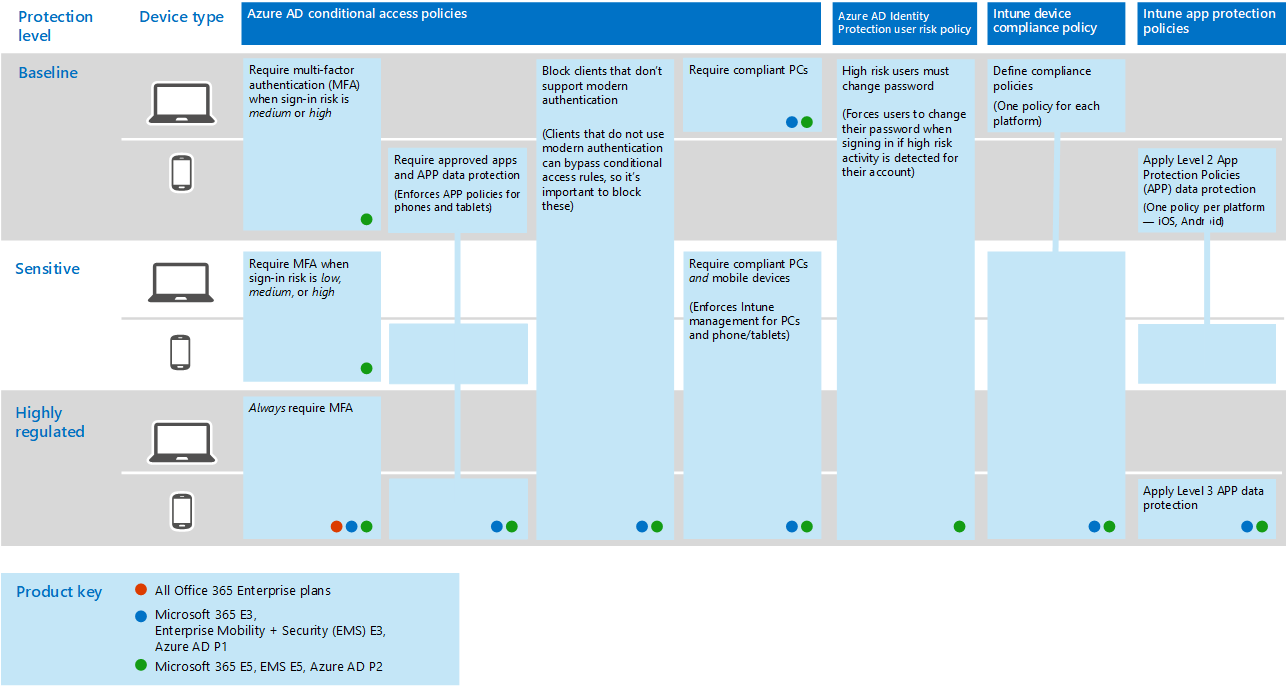 Protection
level
Device type
Azure AD conditional access policies
Azure AD Identity
Protection user risk policy
Intune device
compliance policy
Intune app protection
policies
Baseline
Require multi-factor
authentication (MFA)
when sign-in risk is
medium or high
Require approved apps
and APP data protection
(Enforces APP policies for
phones and tablets)
Block clients that don’t
support modern
authentication
(Clients that do not use
modern authentication
can bypass conditional
access rules, so it’s
important to block
these)
Require compliant PCs
High risk users must
change password
(Forces users to change
their password when
signing in if high risk
activity is detected for
their account)
Define compliance
policies
(One policy for each
platform)
Apply Level 2 App
Protection Policies
(APP) data protection
(One policy per platform
— iOS, Android)
Sensitive
Require MFA when
sign-in risk is low,
medium, or high
Require compliant PCs
and mobile devices
(Enforces Intune
management for PCs
and phone/tablets)
Highly
regulated
Always require MFA
Apply Level 3 APP data
protection
Product key
All Office 365 Enterprise plans
Microsoft 365 E3,
Enterprise Mobility + Security (EMS) E3,
Azure AD P1
Microsoft 365 E5, EMS E5, Azure AD P2